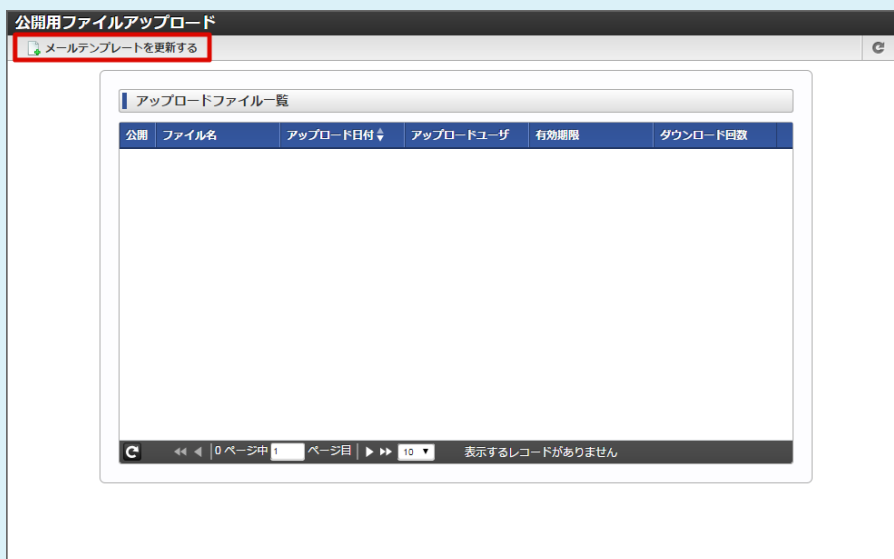 公開用ファイルアップロード
メールテンプレートを更新する
アップロードファイル一覧
公開 ファイル名 アップロード日付 アップロードユーザ 有効期限 ダウンロード回数
0 ページ中 1 ページ目 10 表示するレコードがありません